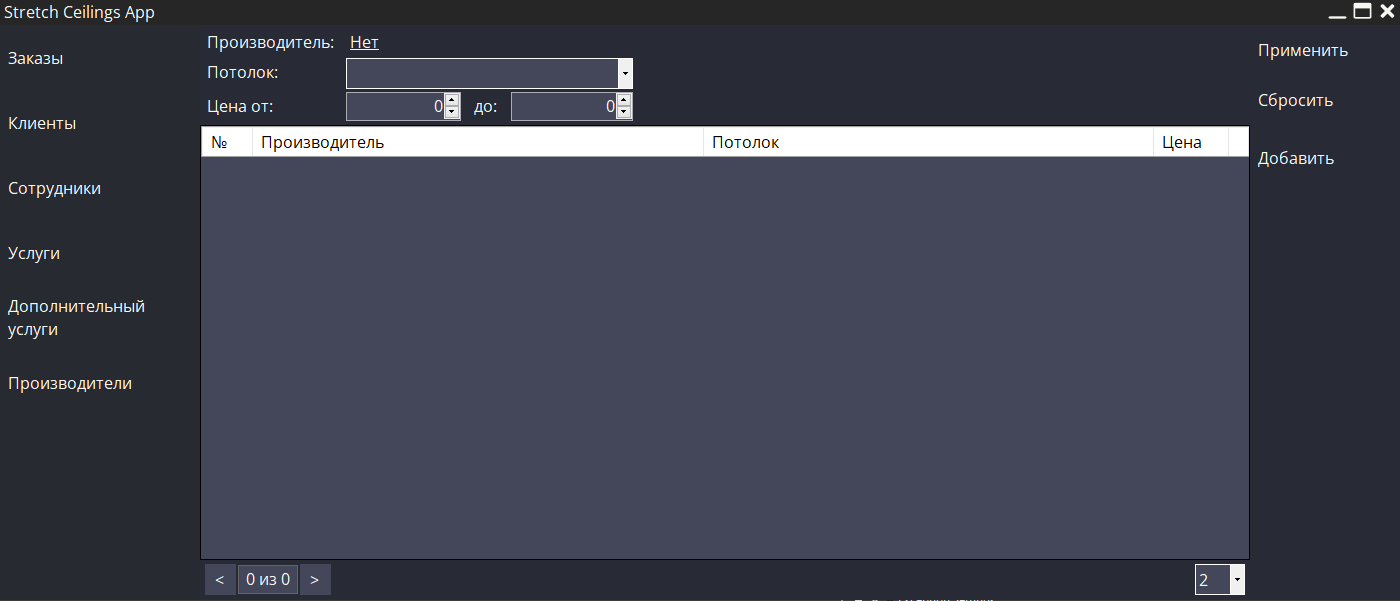 Stretch Ceilings App
Заказы
Клиенты
Сотрудники
Услуги
Дополнительный
услуги
Производители
Производитель: Нет
Потолок:
Цена от: 0 до: 0
№ Производитель Потолок Цена
< 0 из 0 >
2
Применить
Сбросить
Добавить